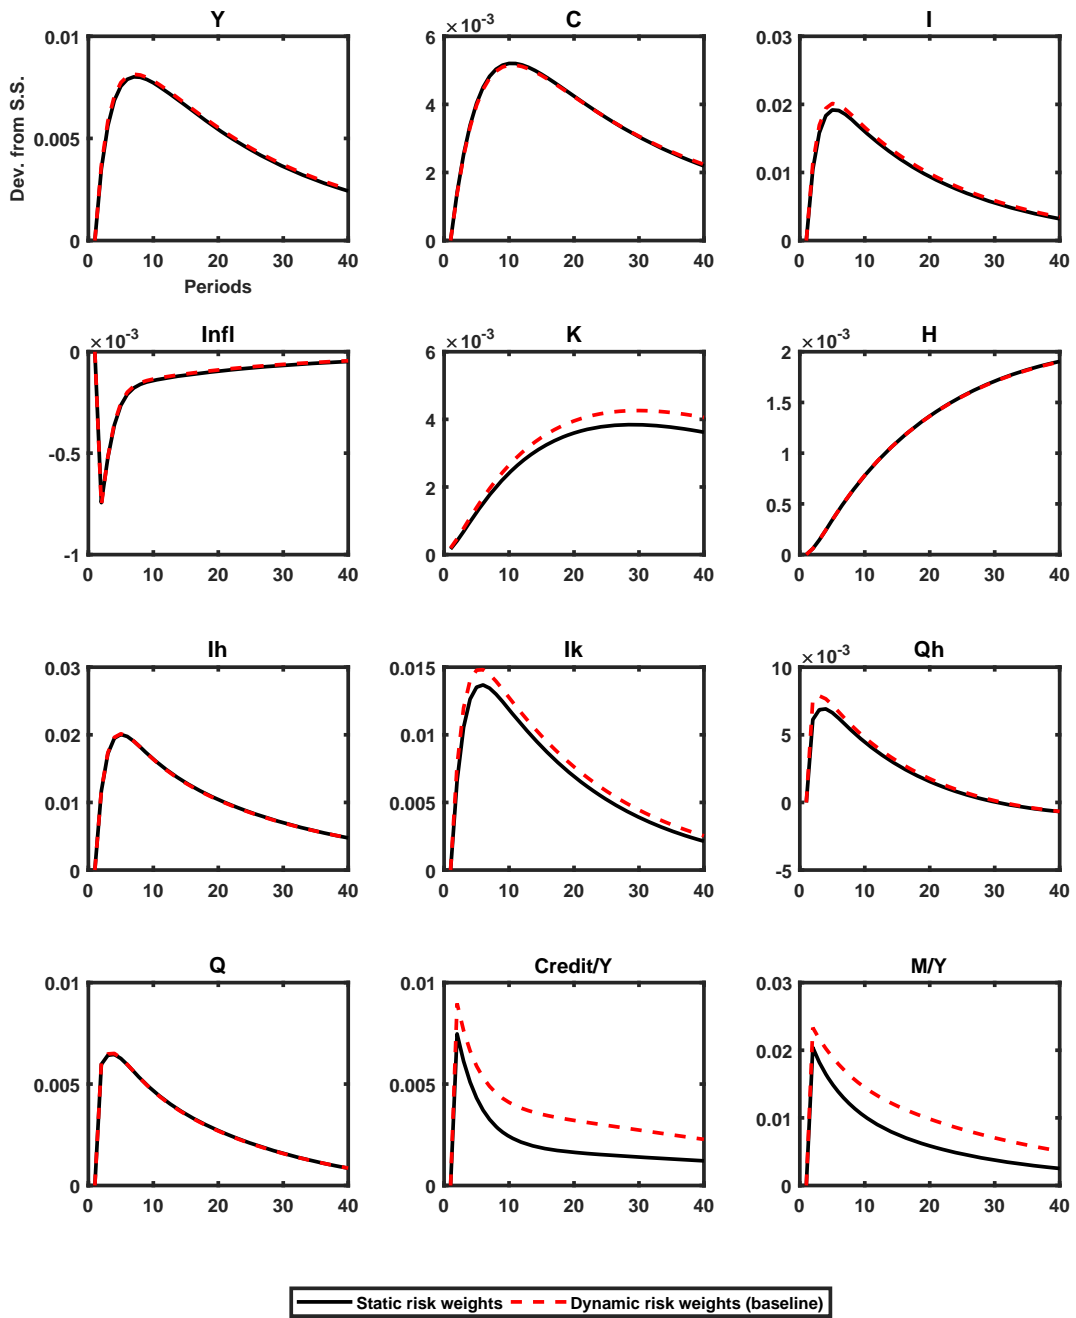 Y
0.01
0.005
0
Dev. from S.S.
0 10 20 30 40
Periods
C
×10-3
6
4
2
0
0 10 20 30 40
I
0.03
0.02
0.01
0
0 10 20 30 40
Infl
×10-3
0
-0.5
-1
0 10 20 30 40
K
×10-3
6
4
2
0
0 10 20 30 40
H
×10-3
2
1.5
1
0.5
0
0 10 20 30 40
Ih
0.03
0.02
0.01
0
0 10 20 30 40
Ik
0.015
0.01
0.005
0
0 10 20 30 40
Qh
×10-3
10
5
0
-5
0 10 20 30 40
Q
0.01
0.005
0
0 10 20 30 40
Credit/Y
0.01
0.005
0
0 10 20 30 40
M/Y
0.03
0.02
0.01
0
0 10 20 30 40
Static risk weights
Dynamic risk weights (baseline)